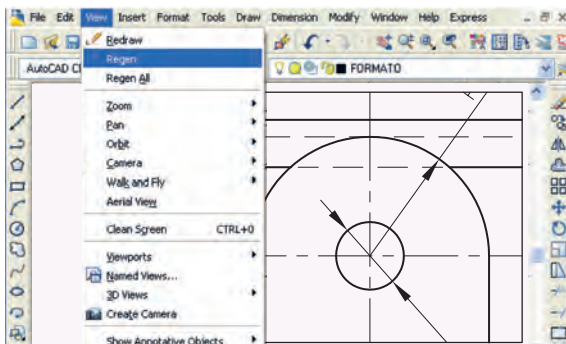 File Edit View Insert Format Tools Draw Dimension Modify Window Help Express
Redraw
AutoCAD Cl
Regen
FORMATO
Regen All
Zoom
Pan
Orbit
Camera
Walk and Fly
Aerial View
Clean Screen CTRL+0
Viewports
Named Views...
3D Views
Create Camera
Show Annotative Objects